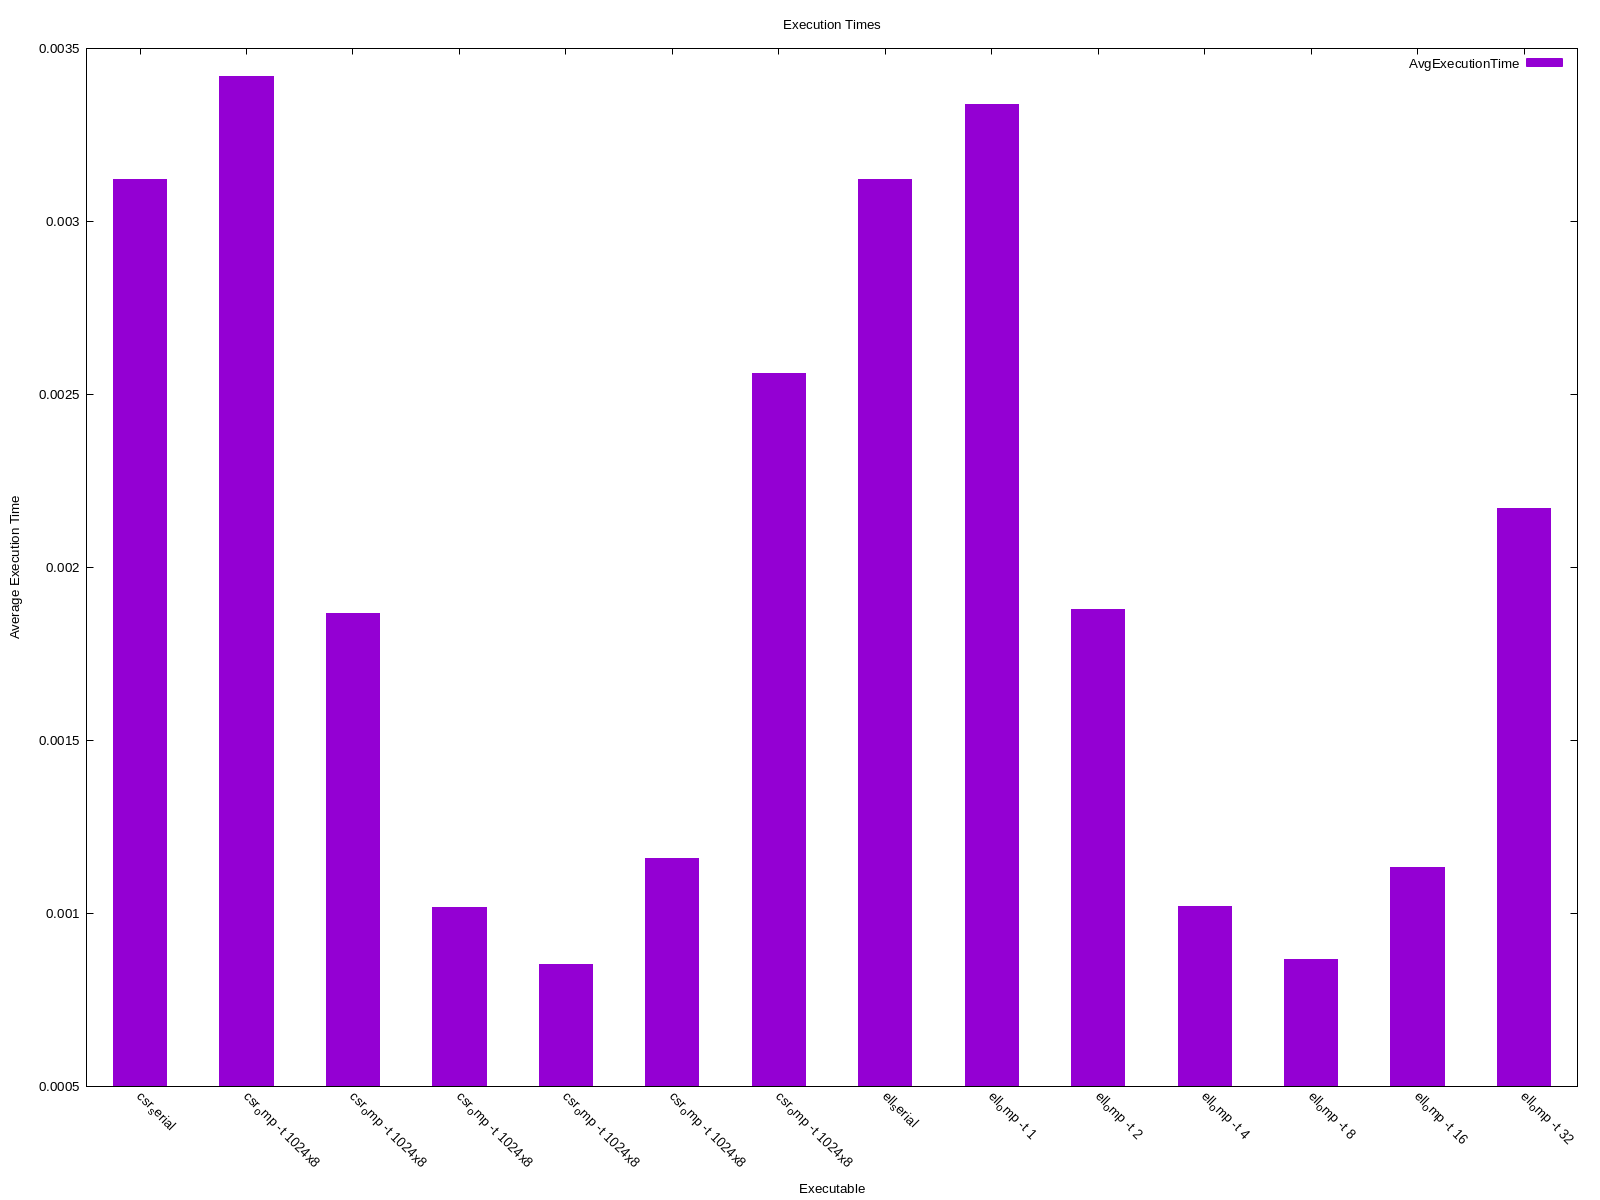 Execution Times
AvgExecutionTime
0.0035
0.003
0.0025
0.002
0.0015
0.001
0.0005
Average Execution Time
csrserial
csromp -t 1024x8
csromp -t 1024x8
csromp -t 1024x8
csromp -t 1024x8
csromp -t 1024x8
csromp -t 1024x8
ellserial
ellomp -t 1
ellomp -t 2
ellomp -t 4
ellomp -t 8
ellomp -t 16
ellomp -t 32
Executable